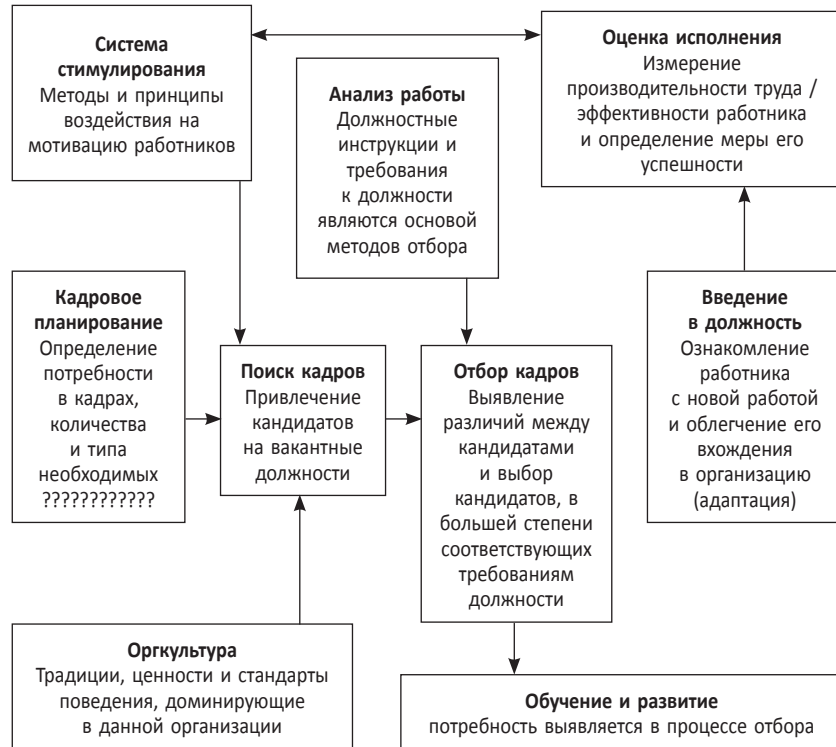 Система
стимулирования
Методы и принципы
воздействия на
мотивацию работников
Анализ работы
Должностные
инструкции и
требования
к должности
являются основой
методов отбора
Оценка исполнения
Измерение
производительности труда /
эффективности работника
и определение меры его
успешности
Кадровое
планирование
Определение
потребности
в кадрах,
количества
и типа
необходимых
????????????
Поиск кадров
Привлечение
кандидатов
на вакантные
должности
Отбор кадров
Выявление
различий между
кандидатами
и выбор
кандидатов, в
большей степени
соответствующих
требованиям
должности
Введение
в должность
Ознакомление
работника
с новой работой
и облегчение его
вхождения
в организацию
(адаптация)
Оргкультура
Традиции, ценности и стандарты
поведения, доминирующие
в данной организации
Обучение и развитие
потребность выявляется в процессе отбора